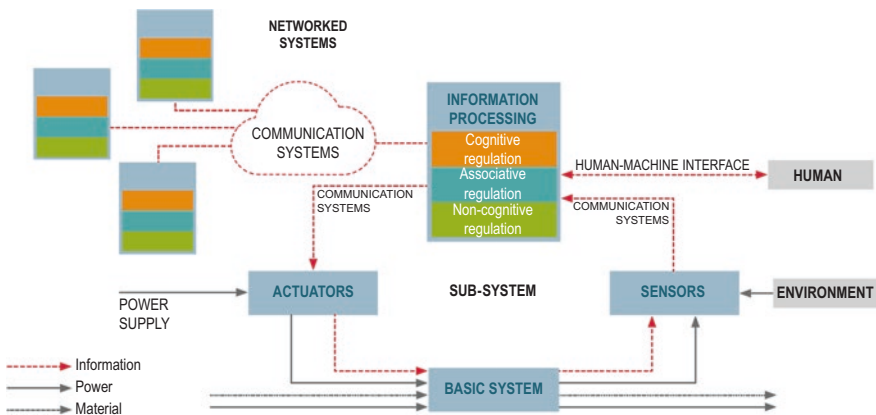 NETWORKED
SYSTEMS
COMMUNICATION
SYSTEMS
INFORMATION
PROCESSING
Cognitive
regulation
Associative
regulation
Non-cognitive
regulation
HUMAN-MACHINE INTERFACE
HUMAN
COMMUNICATION
SYSTEMS
COMMUNICATION
SYSTEMS
POWER
SUPPLY
ACTUATORS
SUB-SYSTEM
SENSORS
ENVIRONMENT
BASIC SYSTEM
Information
Power
Material